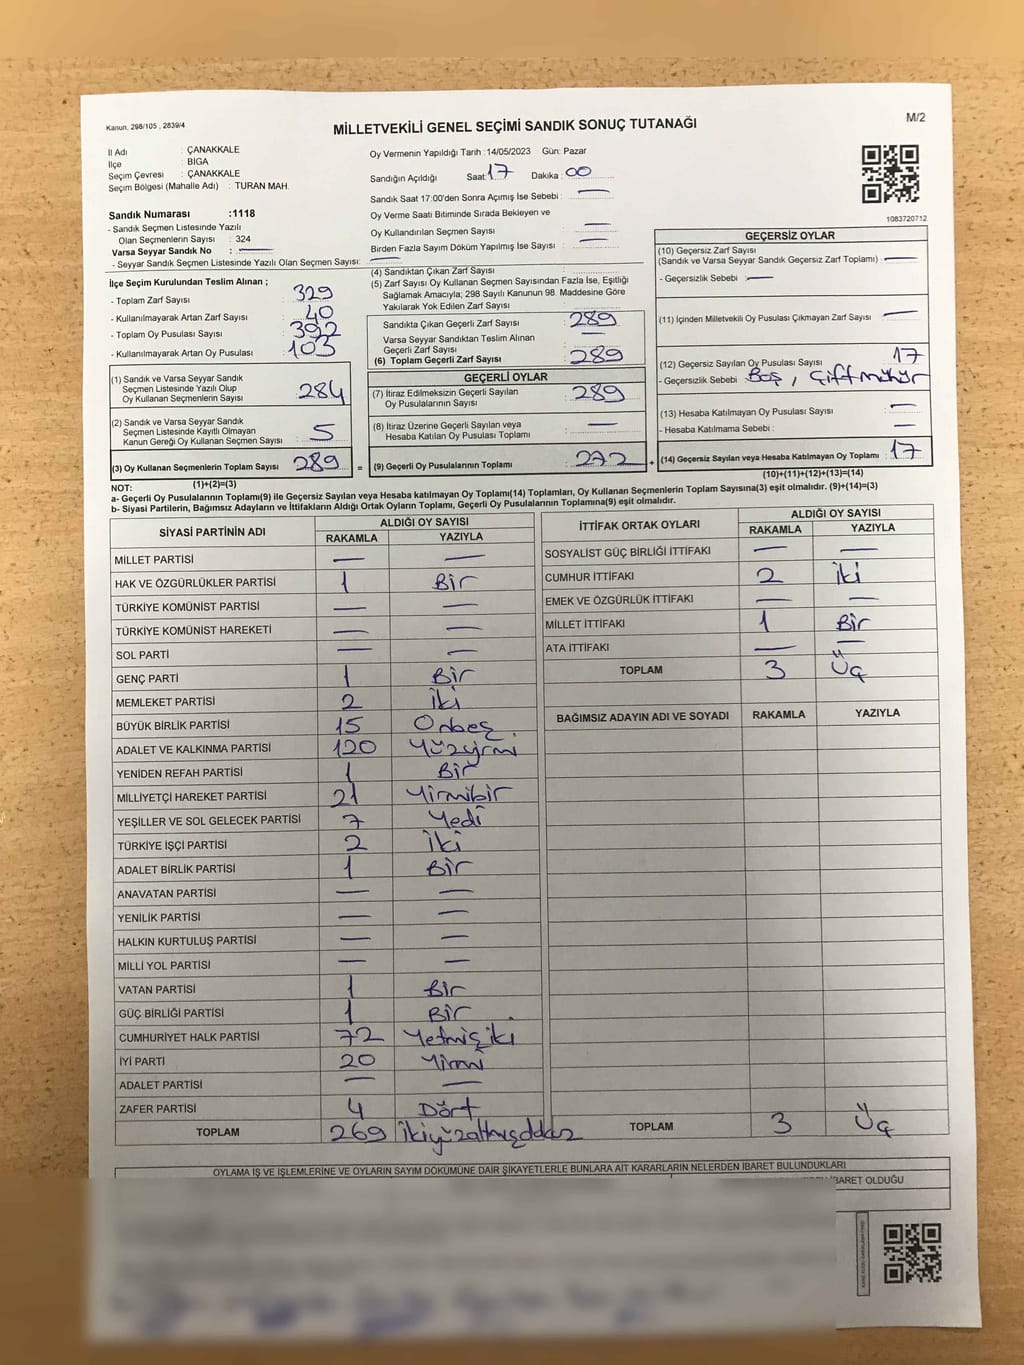 Kanun, 298/105 , 2839/4
M/2
MİLLETVEKİLİ GENEL SEÇİMİ SANDIK SONUÇ TUTANAĞI
İl Adı : ÇANAKKALE
İlçe : BİGA
Seçim Çevresi : ÇANAKKALE
Seçim Bölgesi (Mahalle Adı) : TURAN MAH.
Sandık Numarası :1118
- Sandık Seçmen Listesinde Yazılı
Olan Seçmenlerin Sayısı : 324
Varsa Seyyar Sandık No : —
- Seyyar Sandık Seçmen Listesinde Yazılı Olan Seçmen Sayısı: —
Oy Vermenin Yapıldığı Tarih :14/05/2023 Gün: Pazar
Sandığın Açıldığı Saat:17 Dakika :00
Sandık Saat 17:00'den Sonra Açımış İse Sebebi : —
Oy Verme Saati Bitiminde Sırada Bekleyen ve
Oy Kullandırılan Seçmen Sayısı : —
Birden Fazla Sayım Döküm Yapılmış İse Sayısı : —
1083720712
İlçe Seçim Kurulundan Teslim Alınan ;
- Toplam Zarf Sayısı : 329
- Kullanılmayarak Artan Zarf Sayısı : 40
- Toplam Oy Pusulası Sayısı : 392
- Kullanılmayarak Artan Oy Pusulası : 103
(1) Sandık ve Varsa Seyyar Sandık
Seçmen Listesinde Yazılı Olup
Oy Kullanan Seçmenlerin Sayısı : 284
(2) Sandık ve Varsa Seyyar Sandık
Seçmen Listesinde Kayıtlı Olmayan
Kanun Gereği Oy Kullanan Seçmen Sayısı : 5
(3) Oy Kullanan Seçmenlerin Toplam Sayısı 289
(1)+(2)=(3)
(4) Sandıktan Çıkan Zarf Sayısı :
(5) Zarf Sayısı Oy Kullanan Seçmen Sayısından Fazla İse, Eşitliği
Sağlamak Amacıyla; 298 Sayılı Kanunun 98. Maddesine Göre
Yakılarak Yok Edilen Zarf Sayısı :
Sandıkta Çıkan Geçerli Zarf Sayısı : 289
Varsa Seyyar Sandıktan Teslim Alınan
Geçerli Zarf Sayısı : —
(6) Toplam Geçerli Zarf Sayısı : 289
GEÇERLİ OYLAR
(7) İtiraz Edilmeksizin Geçerli Sayılan
Oy Pusulalarının Sayısı : 289
(8) İtiraz Üzerine Geçerli Sayılan veya
Hesaba Katılan Oy Pusulası Toplamı : —
= (9) Geçerli Oy Pusulalarının Toplamı : 272 +
GEÇERSİZ OYLAR
(10) Geçersiz Zarf Sayısı
(Sandık ve Varsa Seyyar Sandık Geçersiz Zarf Toplamı) : —
- Geçersizlik Sebebi : —
(11) İçinden Milletvekili Oy Pusulası Çıkmayan Zarf Sayısı : —
(12) Geçersiz Sayılan Oy Pusulası Sayısı : 17
- Geçersizlik Sebebi : Boş, Çift mühür
(13) Hesaba Katılmayan Oy Pusulası Sayısı : —
- Hesaba Katılmama Sebebi : —
(14) Geçersiz Sayılan veya Hesaba Katılmayan Oy Toplamı : 17
(10)+(11)+(12)+(13)=(14)
NOT:
a- Geçerli Oy Pusulalarının Toplamı(9) ile Geçersiz Sayılan veya Hesaba katılmayan Oy Toplamı(14) Toplamları, Oy Kullanan Seçmenlerin Toplam Sayısına(3) eşit olmalıdır. (9)+(14)=(3)
b- Siyasi Partilerin, Bağımsız Adayların ve İttifakların Aldığı Ortak Oyların Toplamı, Geçerli Oy Pusulalarının Toplamına(9) eşit olmalıdır.
SİYASİ PARTİNİN ADI ALDIĞI OY SAYISI
RAKAMLA YAZIYLA
MİLLET PARTİSİ — —
HAK VE ÖZGÜRLÜKLER PARTİSİ 1 Bir
TÜRKİYE KOMÜNİST PARTİSİ — —
TÜRKİYE KOMÜNİST HAREKETİ — —
SOL PARTİ — —
GENÇ PARTİ 1 Bir
MEMLEKET PARTİSİ 2 İki
BÜYÜK BİRLİK PARTİSİ 15 Onbeş
ADALET VE KALKINMA PARTİSİ 120 Yüzyirmi
YENİDEN REFAH PARTİSİ 1 Bir
MİLLİYETÇİ HAREKET PARTİSİ 21 Yirmibir
YEŞİLLER VE SOL GELECEK PARTİSİ 7 Yedi
TÜRKİYE İŞÇİ PARTİSİ 2 İki
ADALET BİRLİK PARTİSİ 1 Bir
ANAVATAN PARTİSİ — —
YENİLİK PARTİSİ — —
HALKIN KURTULUŞ PARTİSİ — —
MİLLİ YOL PARTİSİ — —
VATAN PARTİSİ 1 Bir
GÜÇ BİRLİĞİ PARTİSİ 1 Bir
CUMHURİYET HALK PARTİSİ 72 Yetmişiki
İYİ PARTİ 20 Yirmi
ADALET PARTİSİ — —
ZAFER PARTİSİ 4 Dört
TOPLAM 269
İTTİFAK ORTAK OYLARI ALDIĞI OY SAYISI
RAKAMLA YAZIYLA
SOSYALİST GÜÇ BİRLİĞİ İTTİFAKI — —
CUMHUR İTTİFAKI 2 İki
EMEK VE ÖZGÜRLÜK İTTİFAKI — —
MİLLET İTTİFAKI 1 Bir
ATA İTTİFAKI — —
TOPLAM 3 Üç
BAĞIMSIZ ADAYIN ADI VE SOYADI RAKAMLA YAZIYLA
TOPLAM 3 Üç
OYLAMA İŞ VE İŞLEMLERİNE VE OYLARIN SAYIM DÖKÜMÜNE DAİR ŞİKAYETLERLE BUNLARA AİT KARARLARIN NELERDEN İBARET BULUNDUKLARI
İBARET OLDUĞU